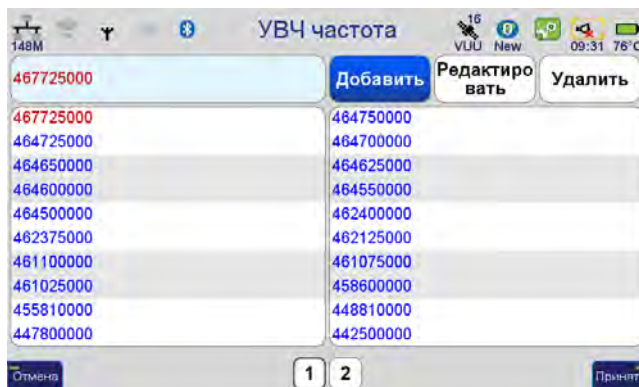 148M
УВЧ частота
16
VUU
New
09:31 76°C
467725000
Добавить
Редактиро
вать
Удалить
467725000 464750000
464725000 464700000
464650000 464625000
464600000 464550000
464500000 462400000
462375000 462125000
461100000 461075000
461025000 458600000
455810000 448810000
447800000 442500000
Отмена
1
2
Принят